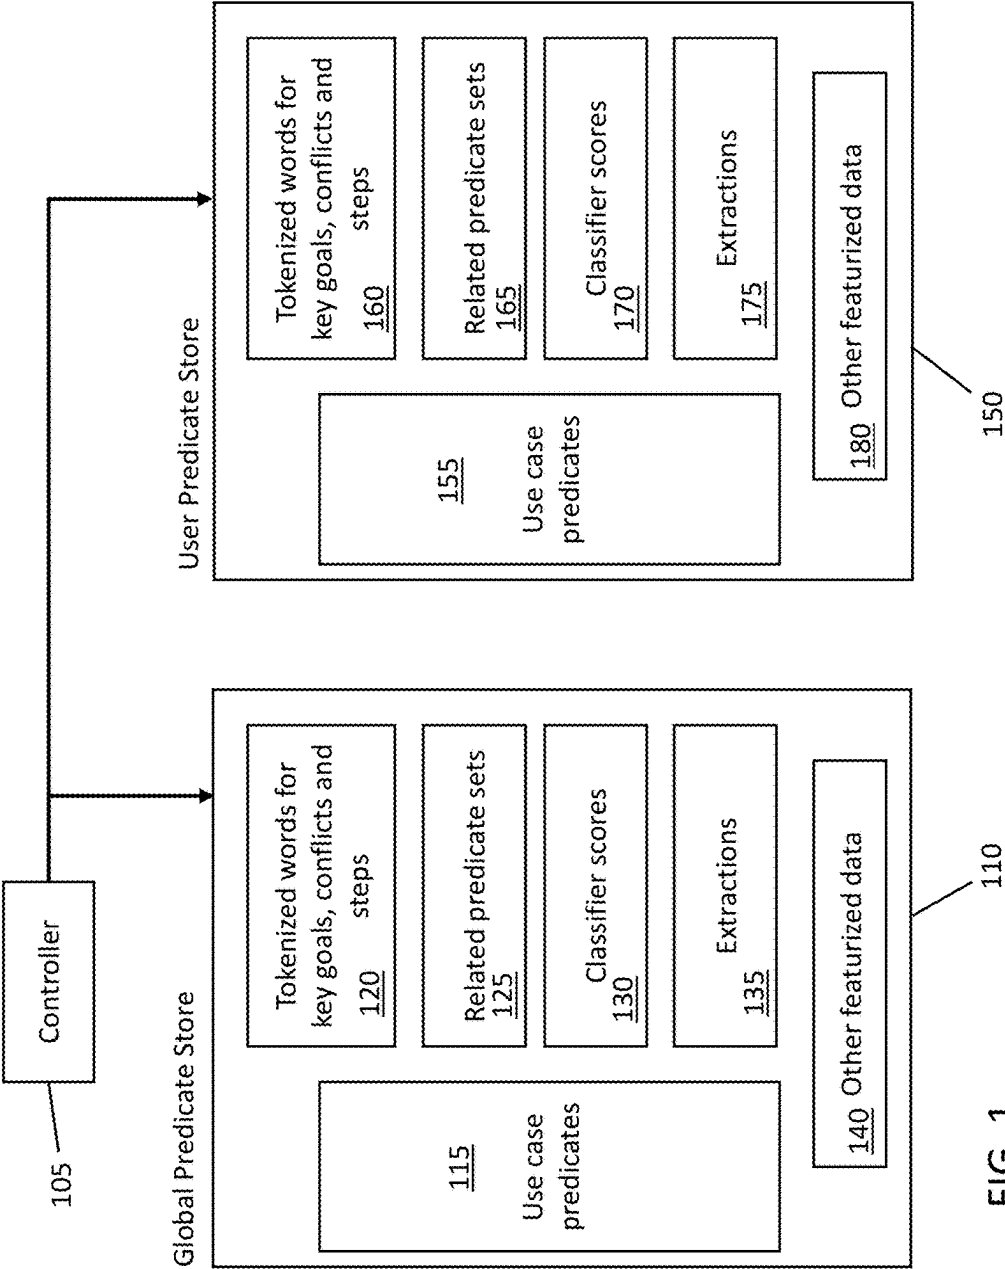 105
Controller
Global Predicate Store
115
Use case
predicates
Tokenized words for
key goals, conflicts and
steps
120
Related predicate sets
125
Classifier scores
130
Extractions
135
140 Other featurized data
110
User Predicate Store
155
Use case
predicates
Tokenized words for
key goals, conflicts and
steps
160
Related predicate sets
165
Classifier scores
170
Extractions
175
180 Other featurized data
150
FIG. 1